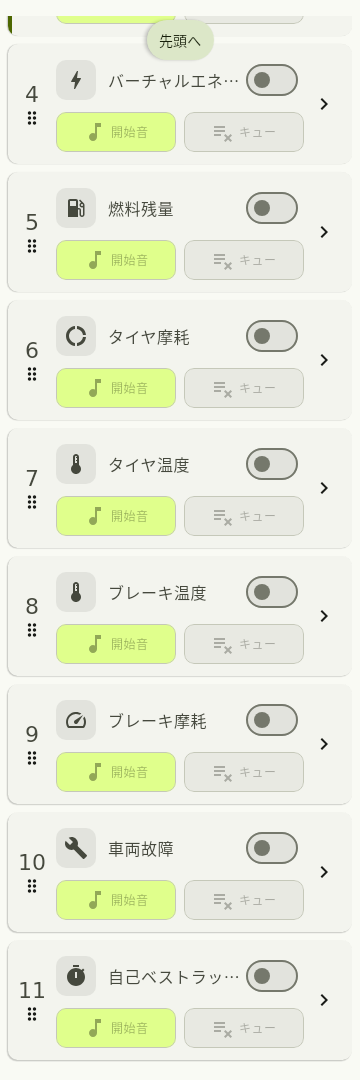 先頭へ
4
バーチャルエネ…
開始音
キュー
5
燃料残量
開始音
キュー
6
タイヤ摩耗
開始音
キュー
7
タイヤ温度
開始音
キュー
8
ブレーキ温度
開始音
キュー
9
ブレーキ摩耗
開始音
キュー
10
車両故障
開始音
キュー
11
自己ベストラッ…
開始音
キュー